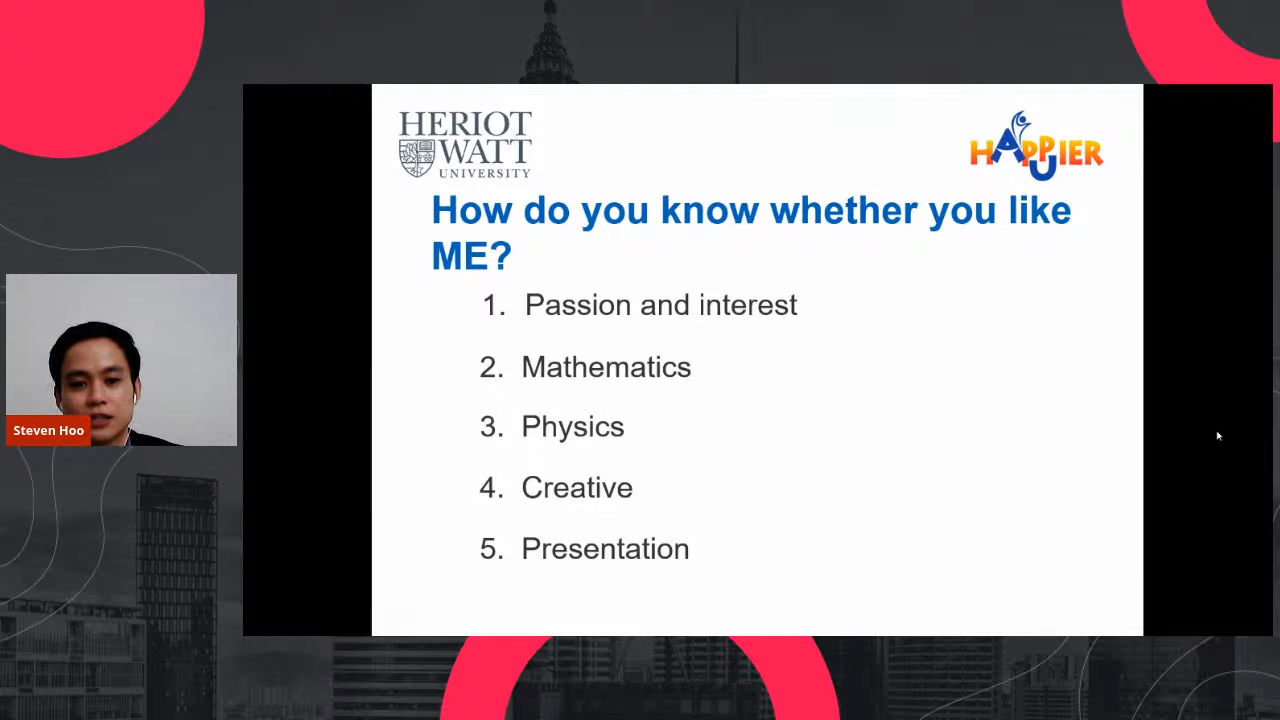 HERIOT
WATT
UNIVERSITY
HAPPIER
U
How do you know whether you like
ME?
1. Passion and interest
2. Mathematics
3. Physics
4. Creative
5. Presentation
Steven Hoo